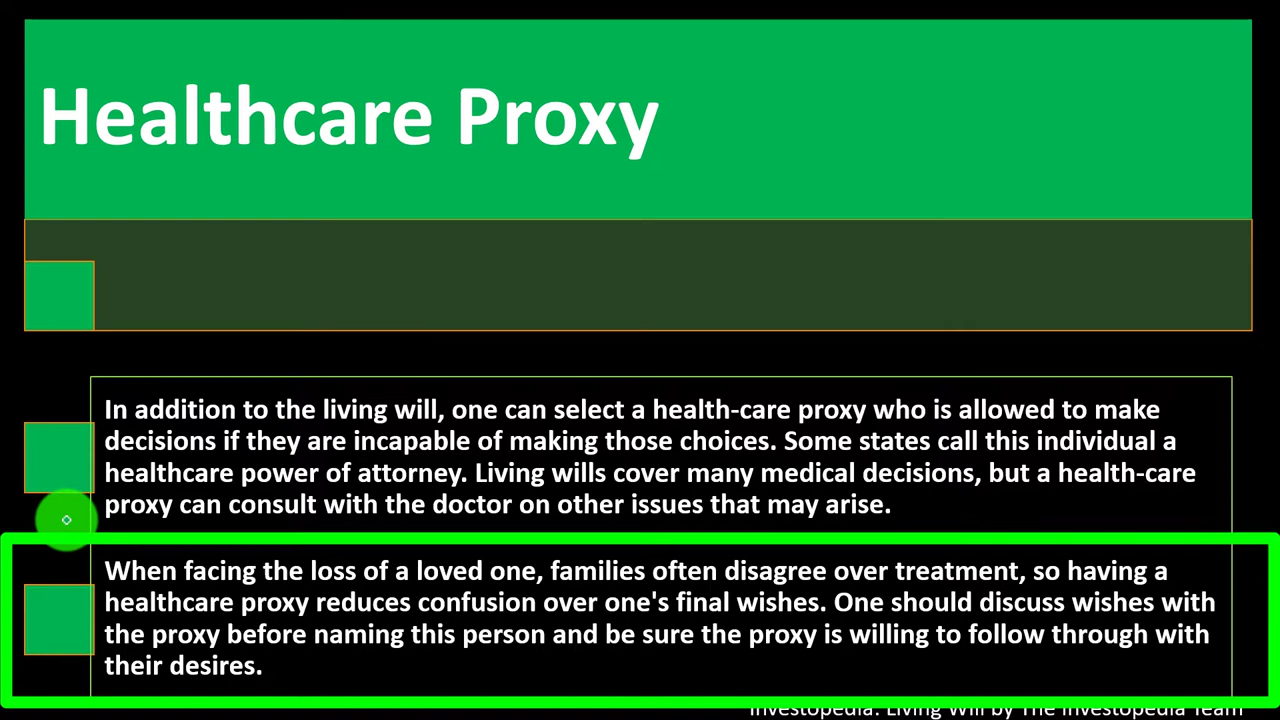 Healthcare Proxy
In addition to the living will, one can select a health-care proxy who is allowed to make
decisions if they are incapable of making those choices. Some states call this individual a
healthcare power of attorney. Living wills cover many medical decisions, but a health-care
proxy can consult with the doctor on other issues that may arise.
When facing the loss of a loved one, families often disagree over treatment, so having a
healthcare proxy reduces confusion over one's final wishes. One should discuss wishes with
the proxy before naming this person and be sure the proxy is willing to follow through with
their desires.
Investopedia: Living Will by The Investopedia Team